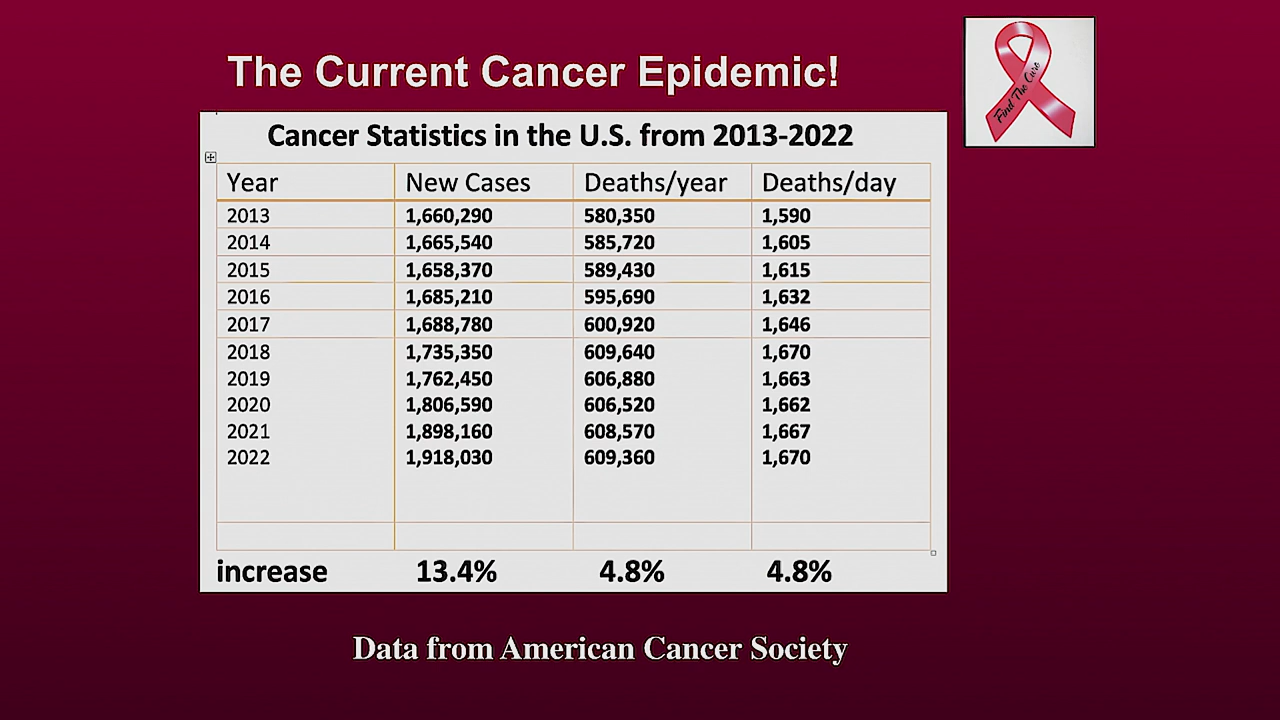 The Current Cancer Epidemic!
Find The Cure
Cancer Statistics in the U.S. from 2013-2022
Year New Cases Deaths/year Deaths/day
2013 1,660,290 580,350 1,590
2014 1,665,540 585,720 1,605
2015 1,658,370 589,430 1,615
2016 1,685,210 595,690 1,632
2017 1,688,780 600,920 1,646
2018 1,735,350 609,640 1,670
2019 1,762,450 606,880 1,663
2020 1,806,590 606,520 1,662
2021 1,898,160 608,570 1,667
2022 1,918,030 609,360 1,670
increase 13.4% 4.8% 4.8%
Data from American Cancer Society